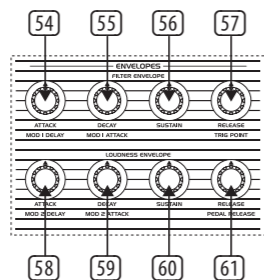 54 55 56 57
ENVELOPES
FILTER ENVELOPE
ATTACK DECAY SUSTAIN RELEASE
MOD 1 DELAY MOD 1 ATTACK TRIG POINT
LOUDNESS ENVELOPE
ATTACK DECAY SUSTAIN RELEASE
MOD 2 DELAY MOD 2 ATTACK PEDAL RELEASE
58 59 60 61